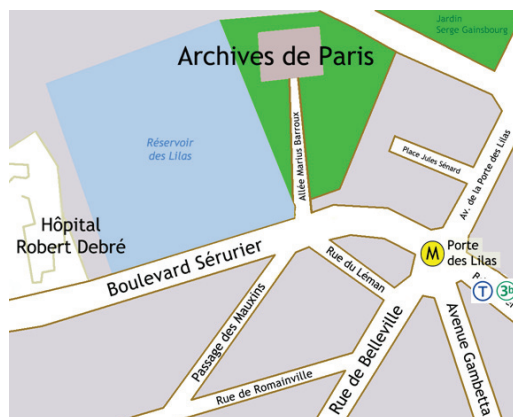 Jardin
Serge Gainsbourg
Archives de Paris
Réservoir
des Lilas
Allée Marius Barroux
Place Jules Sénard
Av. de la Porte des Lilas
Hôpital
Robert Debré
Boulevard Sérurier
Rue du Léman
M
Porte
des Lilas
T
3b
Passage des Mauxins
Rue de Romainville
Rue de Belleville
Avenue Gambetta